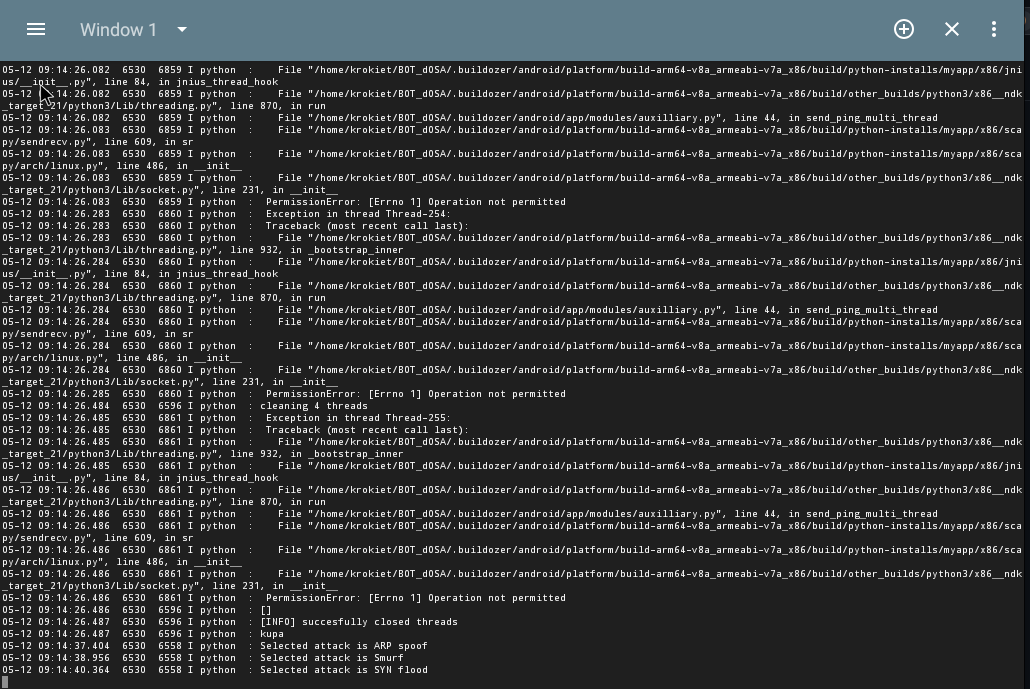 Window 1
05-12 09:14:26.082  6530  6859 I python  :    File "/home/krokiet/BOT_dOSA/.buildozer/android/platform/build-arm64-v8a_armeabi-v7a_x86/build/python-installs/myapp/x86/jni
us/__init__.py", line 84, in jnius_thread_hook
05-12 09:14:26.082  6530  6859 I python  :    File "/home/krokiet/BOT_dOSA/.buildozer/android/platform/build-arm64-v8a_armeabi-v7a_x86/build/other_builds/python3/x86__ndk
_target_21/python3/Lib/threading.py", line 870, in run
05-12 09:14:26.082  6530  6859 I python  :    File "/home/krokiet/BOT_dOSA/.buildozer/android/app/modules/auxilliary.py", line 44, in send_ping_multi_thread
05-12 09:14:26.083  6530  6859 I python  :    File "/home/krokiet/BOT_dOSA/.buildozer/android/platform/build-arm64-v8a_armeabi-v7a_x86/build/python-installs/myapp/x86/sca
py/sendrecv.py", line 609, in sr
05-12 09:14:26.083  6530  6859 I python  :    File "/home/krokiet/BOT_dOSA/.buildozer/android/platform/build-arm64-v8a_armeabi-v7a_x86/build/python-installs/myapp/x86/sca
py/arch/linux.py", line 486, in __init__
05-12 09:14:26.083  6530  6859 I python  :    File "/home/krokiet/BOT_dOSA/.buildozer/android/platform/build-arm64-v8a_armeabi-v7a_x86/build/other_builds/python3/x86__ndk
_target_21/python3/Lib/socket.py", line 231, in __init__
05-12 09:14:26.083  6530  6859 I python  :  PermissionError: [Errno 1] Operation not permitted
05-12 09:14:26.283  6530  6860 I python  :  Exception in thread Thread-254:
05-12 09:14:26.283  6530  6860 I python  :  Traceback (most recent call last):
05-12 09:14:26.283  6530  6860 I python  :    File "/home/krokiet/BOT_dOSA/.buildozer/android/platform/build-arm64-v8a_armeabi-v7a_x86/build/other_builds/python3/x86__ndk
_target_21/python3/Lib/threading.py", line 932, in _bootstrap_inner
05-12 09:14:26.284  6530  6860 I python  :    File "/home/krokiet/BOT_dOSA/.buildozer/android/platform/build-arm64-v8a_armeabi-v7a_x86/build/python-installs/myapp/x86/jni
us/__init__.py", line 84, in jnius_thread_hook
05-12 09:14:26.284  6530  6860 I python  :    File "/home/krokiet/BOT_dOSA/.buildozer/android/platform/build-arm64-v8a_armeabi-v7a_x86/build/other_builds/python3/x86__ndk
_target_21/python3/Lib/threading.py", line 870, in run
05-12 09:14:26.284  6530  6860 I python  :    File "/home/krokiet/BOT_dOSA/.buildozer/android/app/modules/auxilliary.py", line 44, in send_ping_multi_thread
05-12 09:14:26.284  6530  6860 I python  :    File "/home/krokiet/BOT_dOSA/.buildozer/android/platform/build-arm64-v8a_armeabi-v7a_x86/build/python-installs/myapp/x86/sca
py/sendrecv.py", line 609, in sr
05-12 09:14:26.284  6530  6860 I python  :    File "/home/krokiet/BOT_dOSA/.buildozer/android/platform/build-arm64-v8a_armeabi-v7a_x86/build/python-installs/myapp/x86/sca
py/arch/linux.py", line 486, in __init__
05-12 09:14:26.284  6530  6860 I python  :    File "/home/krokiet/BOT_dOSA/.buildozer/android/platform/build-arm64-v8a_armeabi-v7a_x86/build/other_builds/python3/x86__ndk
_target_21/python3/Lib/socket.py", line 231, in __init__
05-12 09:14:26.285  6530  6860 I python  :  PermissionError: [Errno 1] Operation not permitted
05-12 09:14:26.484  6530  6596 I python  : cleaning 4 threads
05-12 09:14:26.485  6530  6861 I python  :  Exception in thread Thread-255:
05-12 09:14:26.485  6530  6861 I python  :  Traceback (most recent call last):
05-12 09:14:26.485  6530  6861 I python  :    File "/home/krokiet/BOT_dOSA/.buildozer/android/platform/build-arm64-v8a_armeabi-v7a_x86/build/other_builds/python3/x86__ndk
_target_21/python3/Lib/threading.py", line 932, in _bootstrap_inner
05-12 09:14:26.485  6530  6861 I python  :    File "/home/krokiet/BOT_dOSA/.buildozer/android/platform/build-arm64-v8a_armeabi-v7a_x86/build/python-installs/myapp/x86/jni
us/__init__.py", line 84, in jnius_thread_hook
05-12 09:14:26.486  6530  6861 I python  :    File "/home/krokiet/BOT_dOSA/.buildozer/android/platform/build-arm64-v8a_armeabi-v7a_x86/build/other_builds/python3/x86__ndk
_target_21/python3/Lib/threading.py", line 870, in run
05-12 09:14:26.486  6530  6861 I python  :    File "/home/krokiet/BOT_dOSA/.buildozer/android/app/modules/auxilliary.py", line 44, in send_ping_multi_thread
05-12 09:14:26.486  6530  6861 I python  :    File "/home/krokiet/BOT_dOSA/.buildozer/android/platform/build-arm64-v8a_armeabi-v7a_x86/build/python-installs/myapp/x86/sca
py/sendrecv.py", line 609, in sr
05-12 09:14:26.486  6530  6861 I python  :    File "/home/krokiet/BOT_dOSA/.buildozer/android/platform/build-arm64-v8a_armeabi-v7a_x86/build/python-installs/myapp/x86/sca
py/arch/linux.py", line 486, in __init__
05-12 09:14:26.486  6530  6861 I python  :    File "/home/krokiet/BOT_dOSA/.buildozer/android/platform/build-arm64-v8a_armeabi-v7a_x86/build/other_builds/python3/x86__ndk
_target_21/python3/Lib/socket.py", line 231, in __init__
05-12 09:14:26.486  6530  6861 I python  :  PermissionError: [Errno 1] Operation not permitted
05-12 09:14:26.486  6530  6596 I python  : []
05-12 09:14:26.487  6530  6596 I python  : [INFO] succesfully closed threads
05-12 09:14:26.487  6530  6596 I python  : kupa
05-12 09:14:37.404  6530  6558 I python  : Selected attack is ARP spoof
05-12 09:14:38.956  6530  6558 I python  : Selected attack is Smurf
05-12 09:14:40.364  6530  6558 I python  : Selected attack is SYN flood